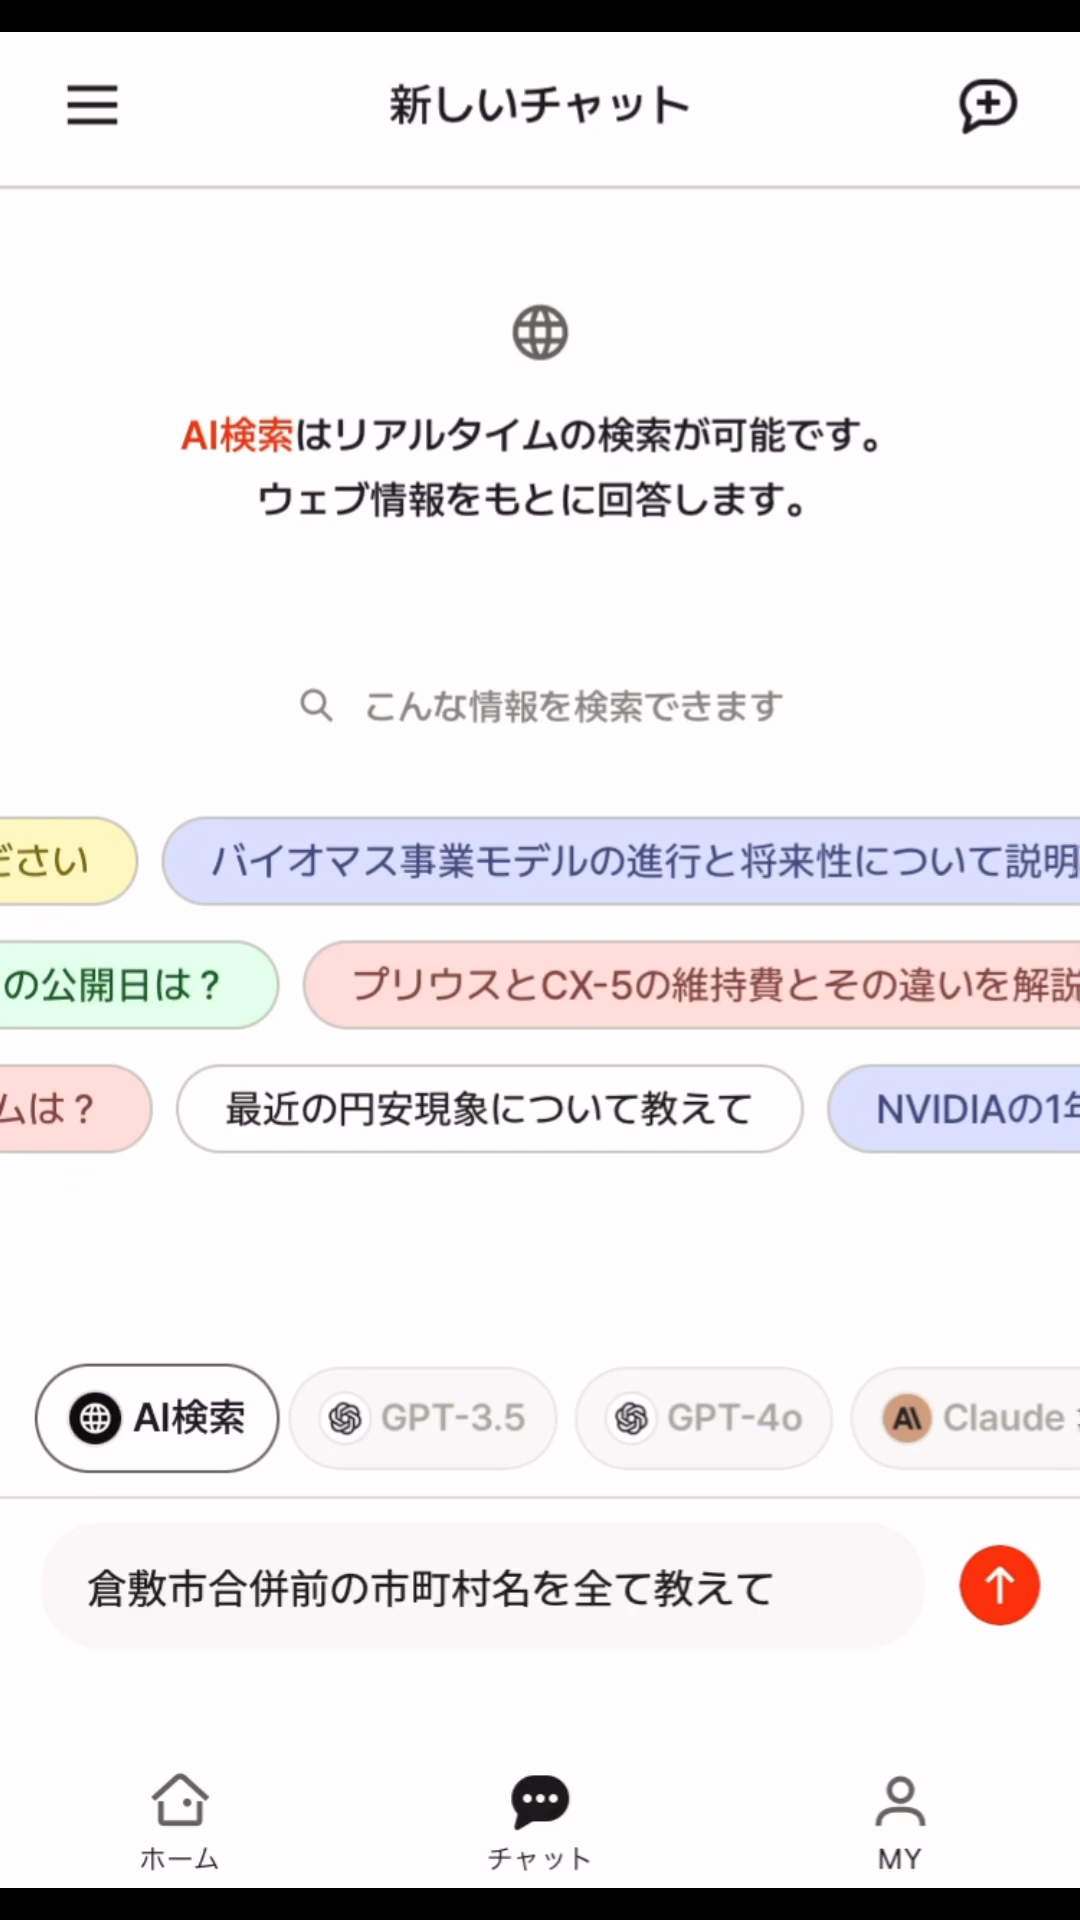 新しいチャット
AI検索はリアルタイムの検索が可能です。
ウェブ情報をもとに回答します。
こんな情報を検索できます
ださい
バイオマス事業モデルの進行と将来性について説明
の公開日は？
プリウスとCX-5の維持費とその違いを解説
ムは？
最近の円安現象について教えて
NVIDIAの1年
AI検索
GPT-3.5
GPT-4o
Claude
倉敷市合併前の市町村名を全て教えて
ホーム
チャット
MY